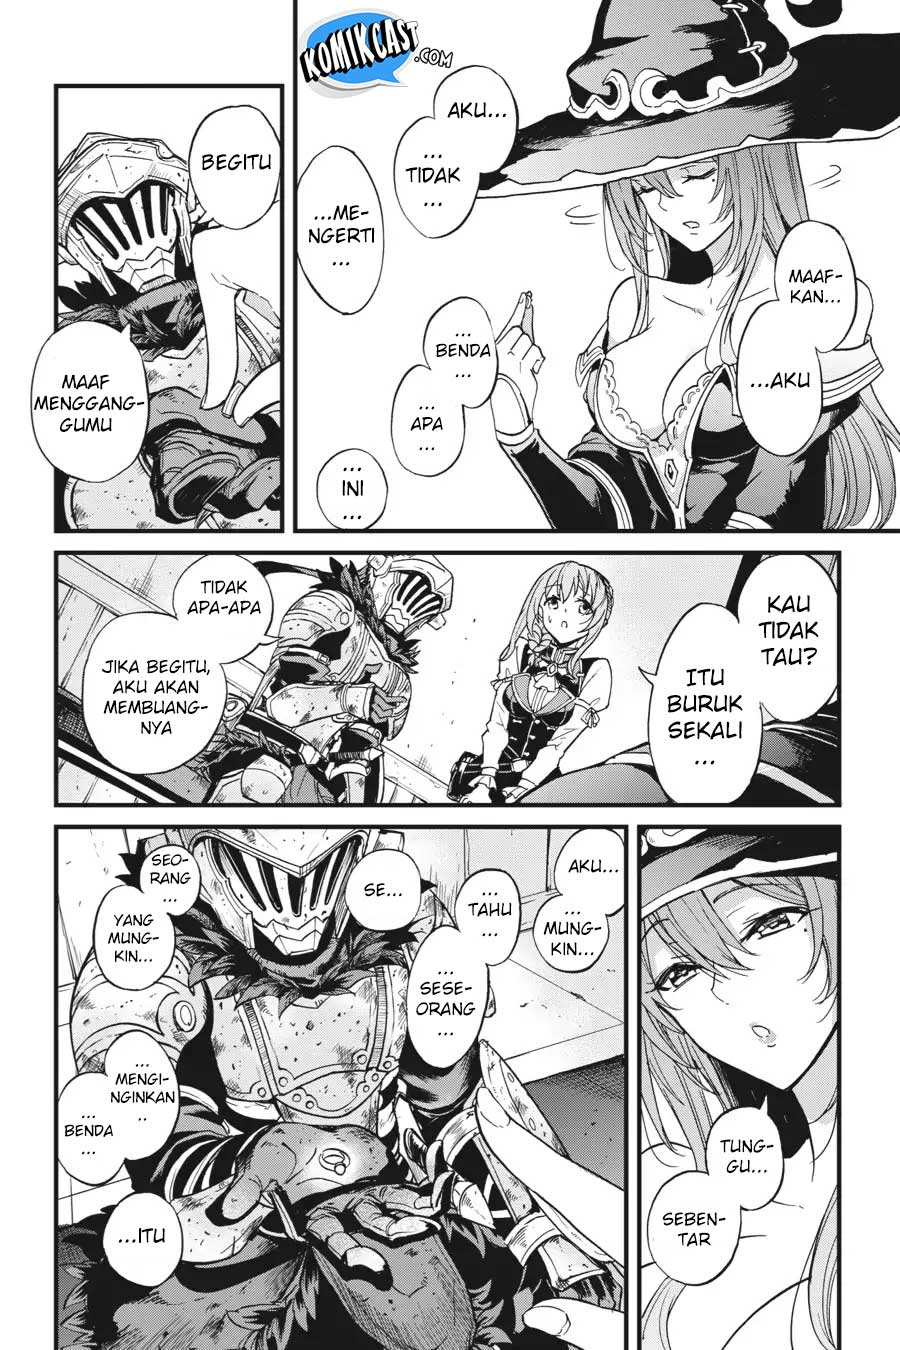 KOMIKCAST
.COM
MAAF-
KAN...
...AKU
AKU...
...
TIDAK
...
...ME-
NGERTI
...
...
BENDA
...
...
APA
...
...
INI
...
BEGITU
MAAF
MENGGANG-
GUMU
KAU
TIDAK
TAU?
ITU
BURUK
SEKALI
...
TIDAK
APA-APA
JIKA BEGITU,
AKU AKAN
MEMBUANG-
NYA
TUNG-
GU...
SEBEN-
TAR
AKU...
...
MUNG-
KIN
...
TAHU
...
SESE-
ORANG
...
SE...
SEO-
RANG
...
YANG
MUNG-
KIN...
...
MENGI-
NGINKAN
..
...
BENDA
...
...ITU